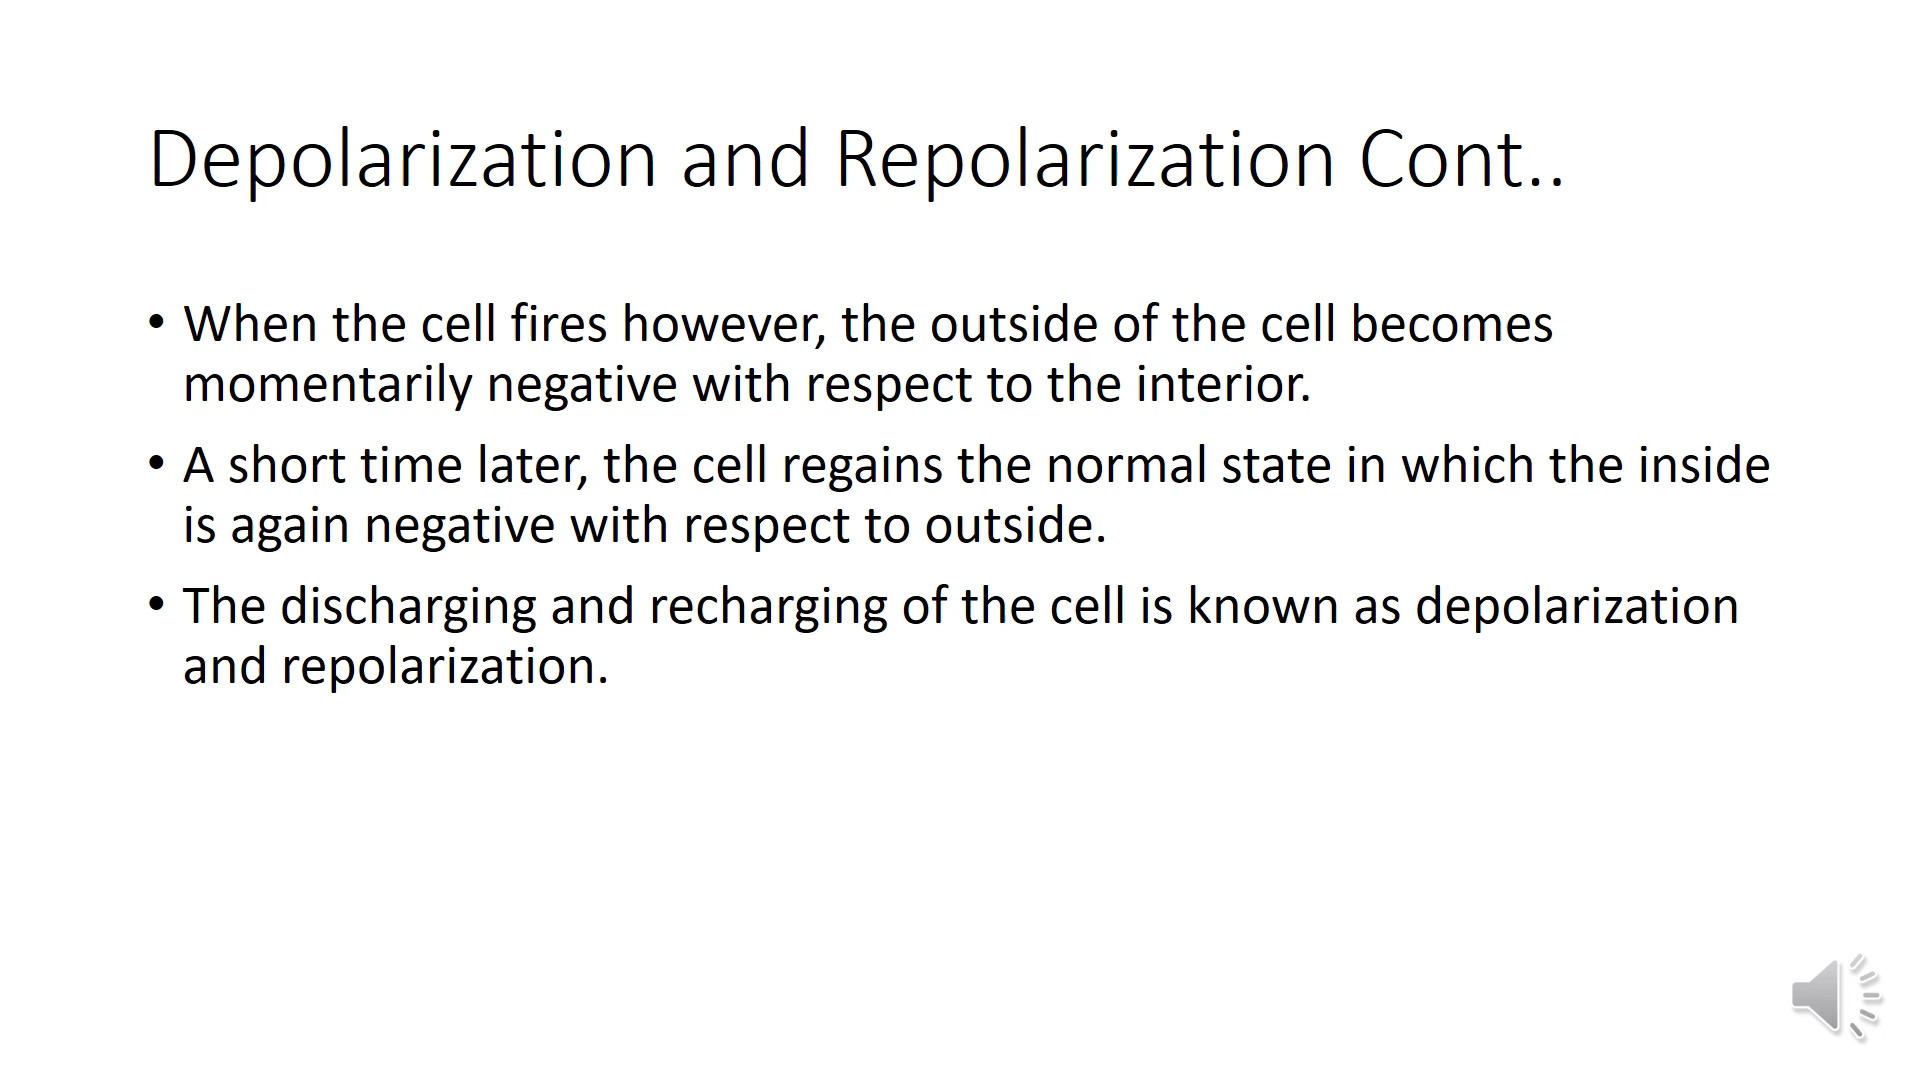 Depolarization and Repolarization Cont..
• When the cell fires however, the outside of the cell becomes
momentarily negative with respect to the interior.
• A short time later, the cell regains the normal state in which the inside
is again negative with respect to outside.
• The discharging and recharging of the cell is known as depolarization
and repolarization.